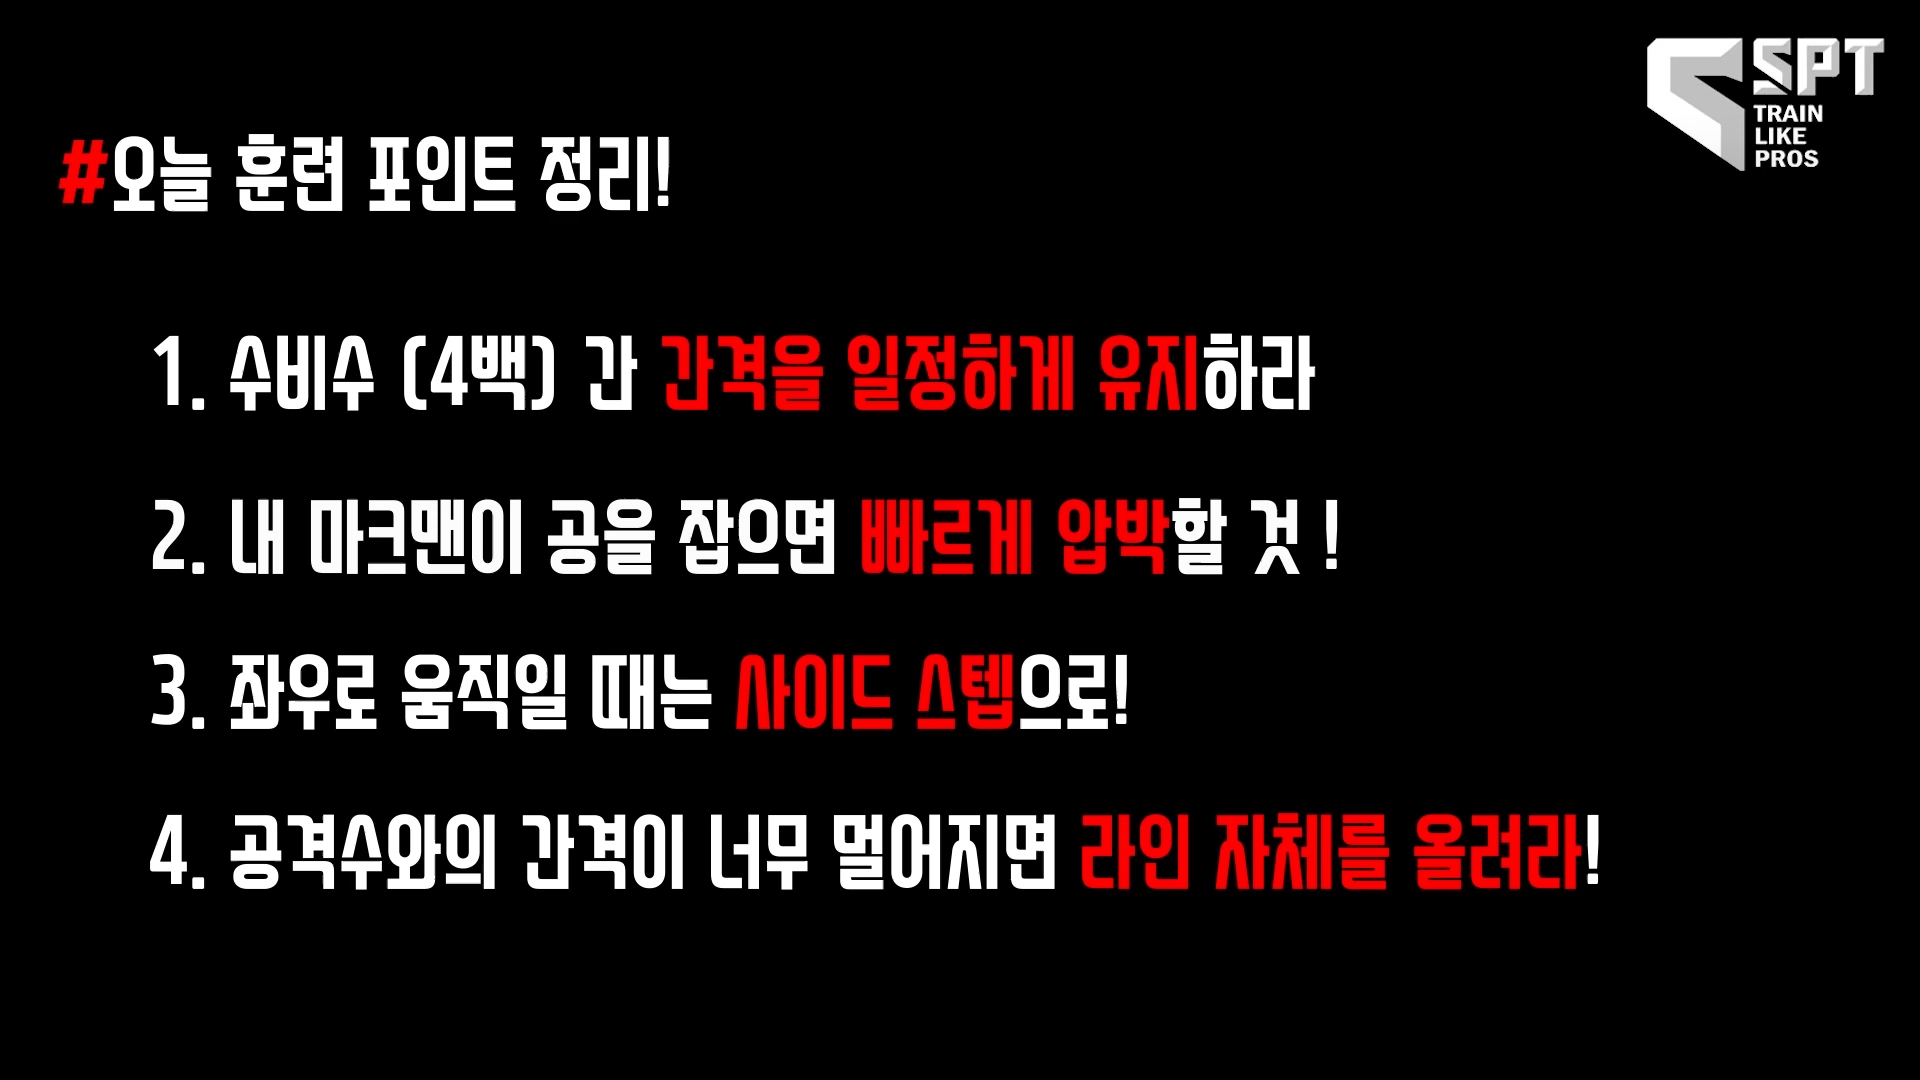 SPT
TRAIN
LIKE
PROS
#오늘 훈련 포인트 정리!
1. 수비수 (4백) 간 간격을 일정하게 유지하라
2. 내 마크맨이 공을 잡으면 빠르게 압박할 것 !
3. 좌우로 움직일 때는 사이드 스텝으로!
4. 공격수와의 간격이 너무 멀어지면 라인 자체를 올려라!